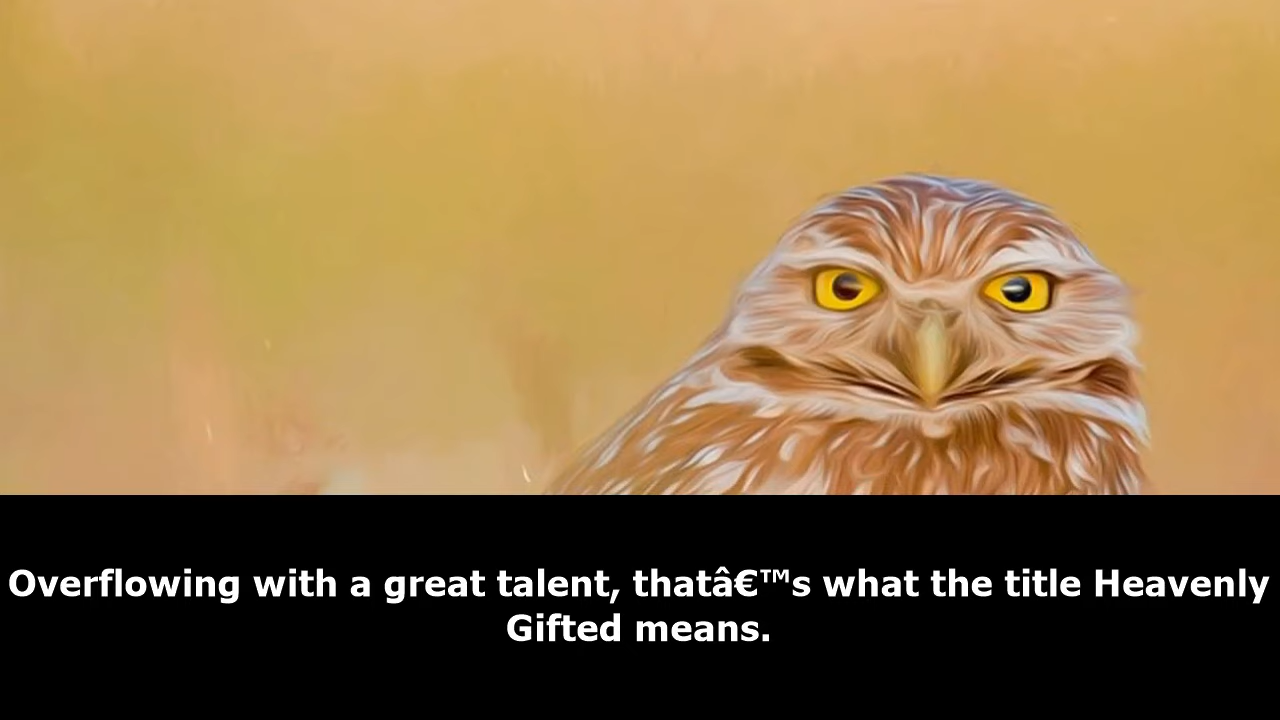 Overflowing with a great talent, thatâ€™s what the title Heavenly
Gifted means.